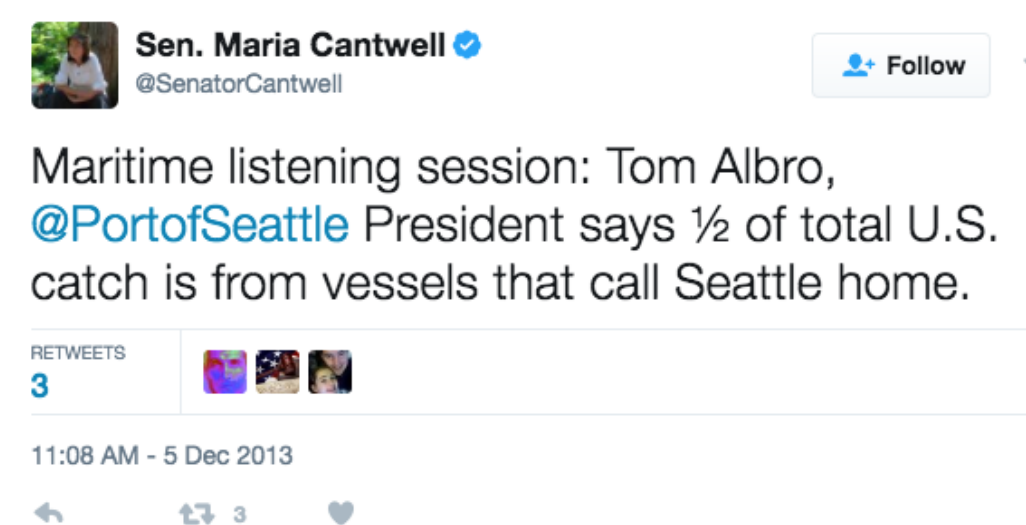 Sen. Maria Cantwell
@SenatorCantwell
Follow
Maritime listening session: Tom Albro,
@PortofSeattle President says ½ of total U.S.
catch is from vessels that call Seattle home.
RETWEETS
3
11:08 AM - 5 Dec 2013
3